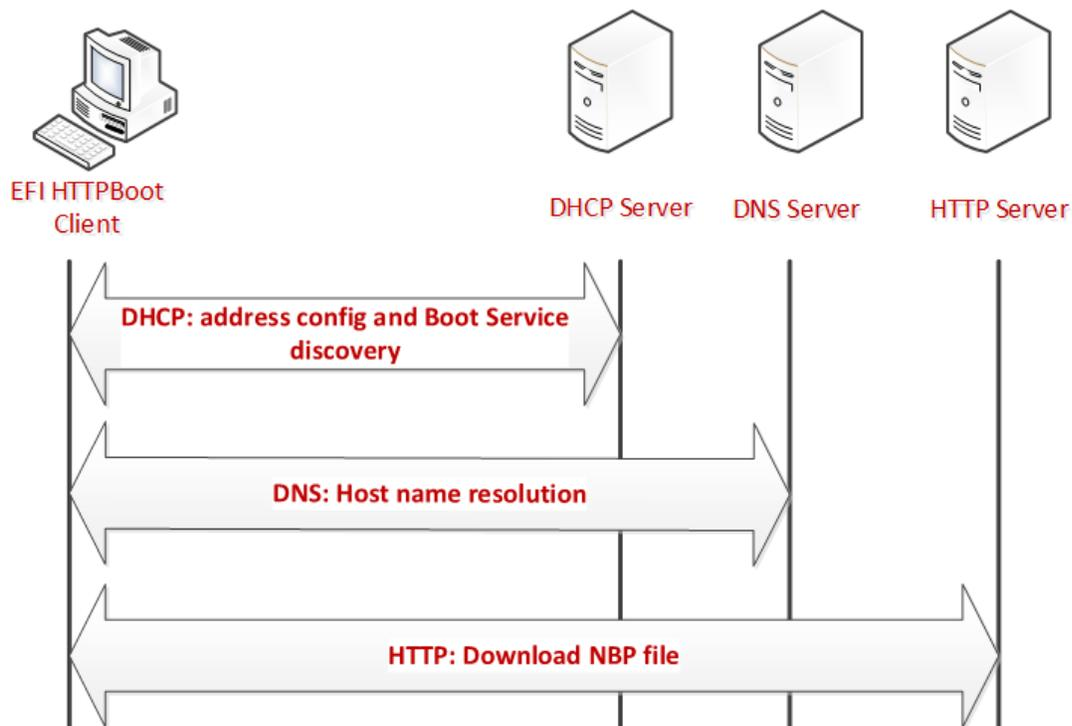 EFI HTTPBoot
Client
DHCP Server
DNS Server
HTTP Server
DHCP: address config and Boot Service
discovery
DNS: Host name resolution
HTTP: Download NBP file